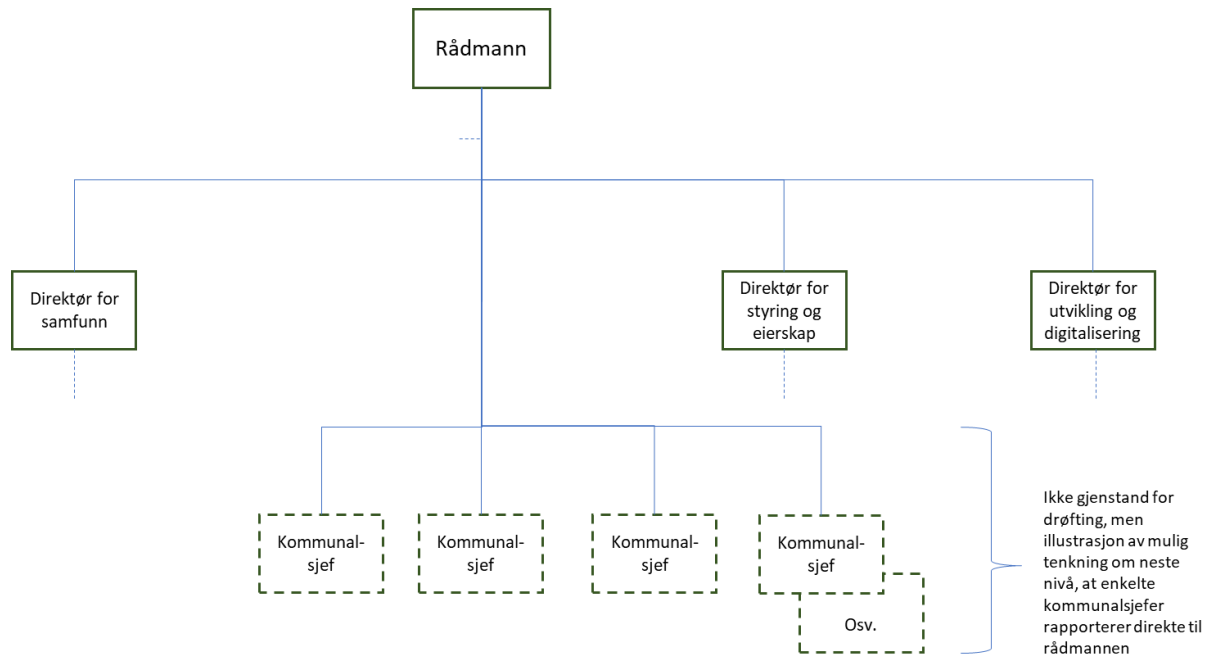 Rådmann
Direktør for
samfunn
Direktør for
styring og
eierskap
Direktør for
utvikling og
digitalisering
Kommunal-
sjef
Kommunal-
sjef
Kommunal-
sjef
Kommunal-
sjef
Osv.
Ikke gjenstand for
drøfting, men
illustrasjon av mulig
tenkning om neste
nivå, at enkelte
kommunalsjefer
rapporterer direkte til
rådmannen